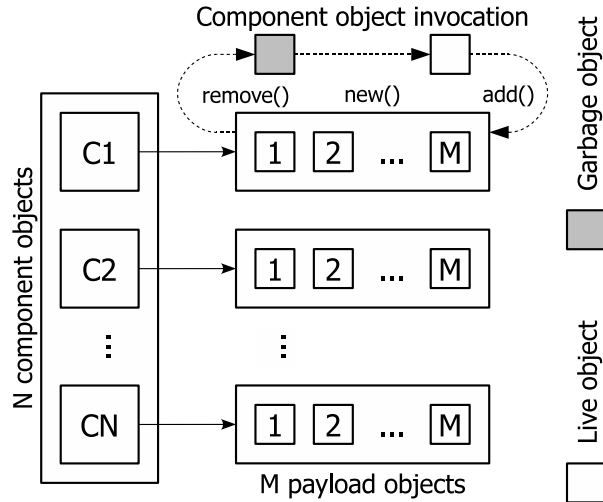 Component object invocation
remove() new() add()
N component objects
C1
1 2 ... M
C2
1 2 ... M
CN
1 2 ... M
M payload objects
Garbage object
Live object